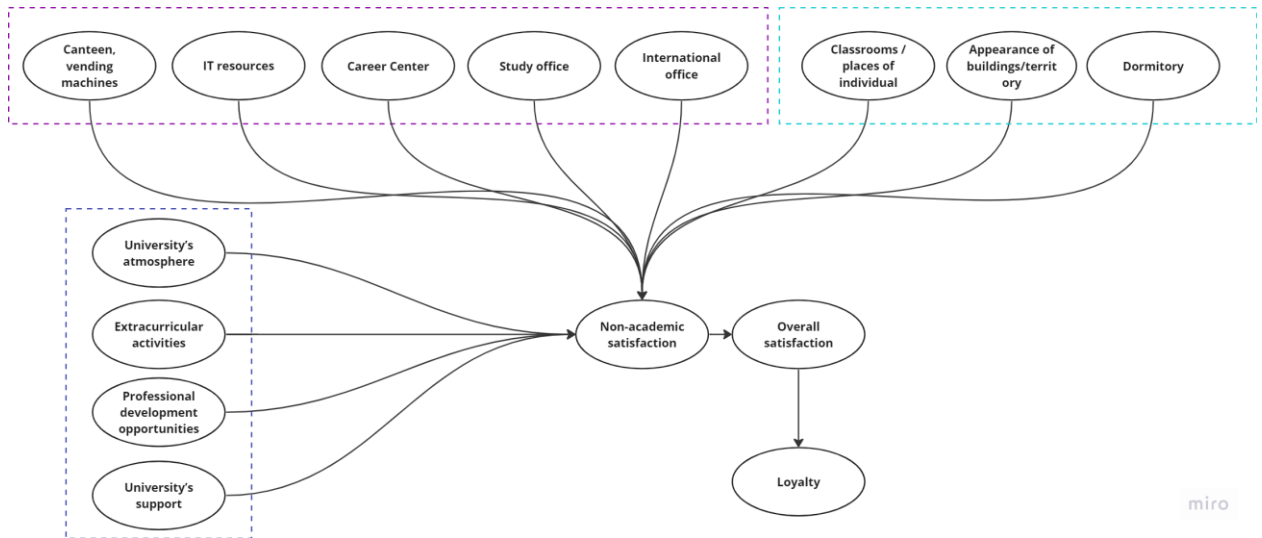 Canteen,
vending
machines
IT resources
Career Center
Study office
International
office
Classrooms /
places of
individual
Appearance of
buildings/territ
ory
Dormitory
University's
atmosphere
Extracurricular
activities
Professional
development
opportunities
University's
support
Non-academic
satisfaction
Overall
satisfaction
Loyalty
miro